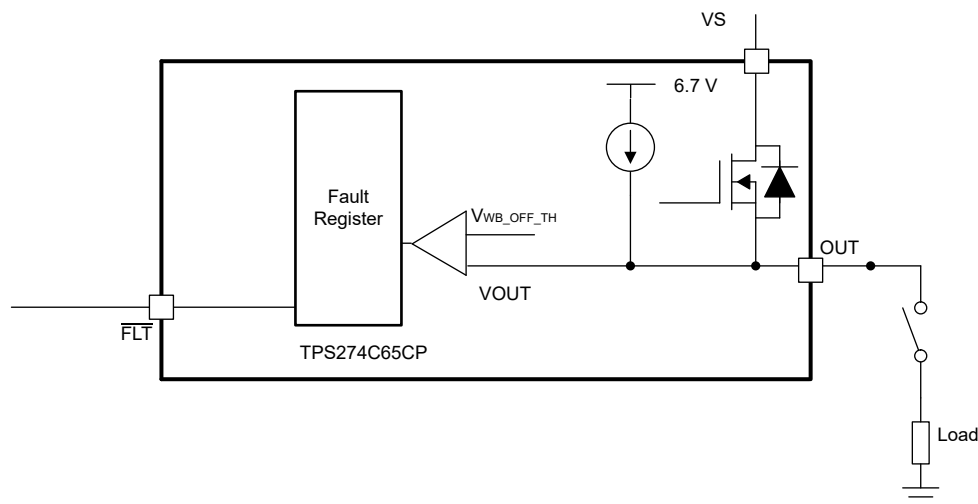 VS
6.7 V
Fault
Register
VWB_OFF_TH
OUT
VOUT
FLT
TPS274C65CP
Load